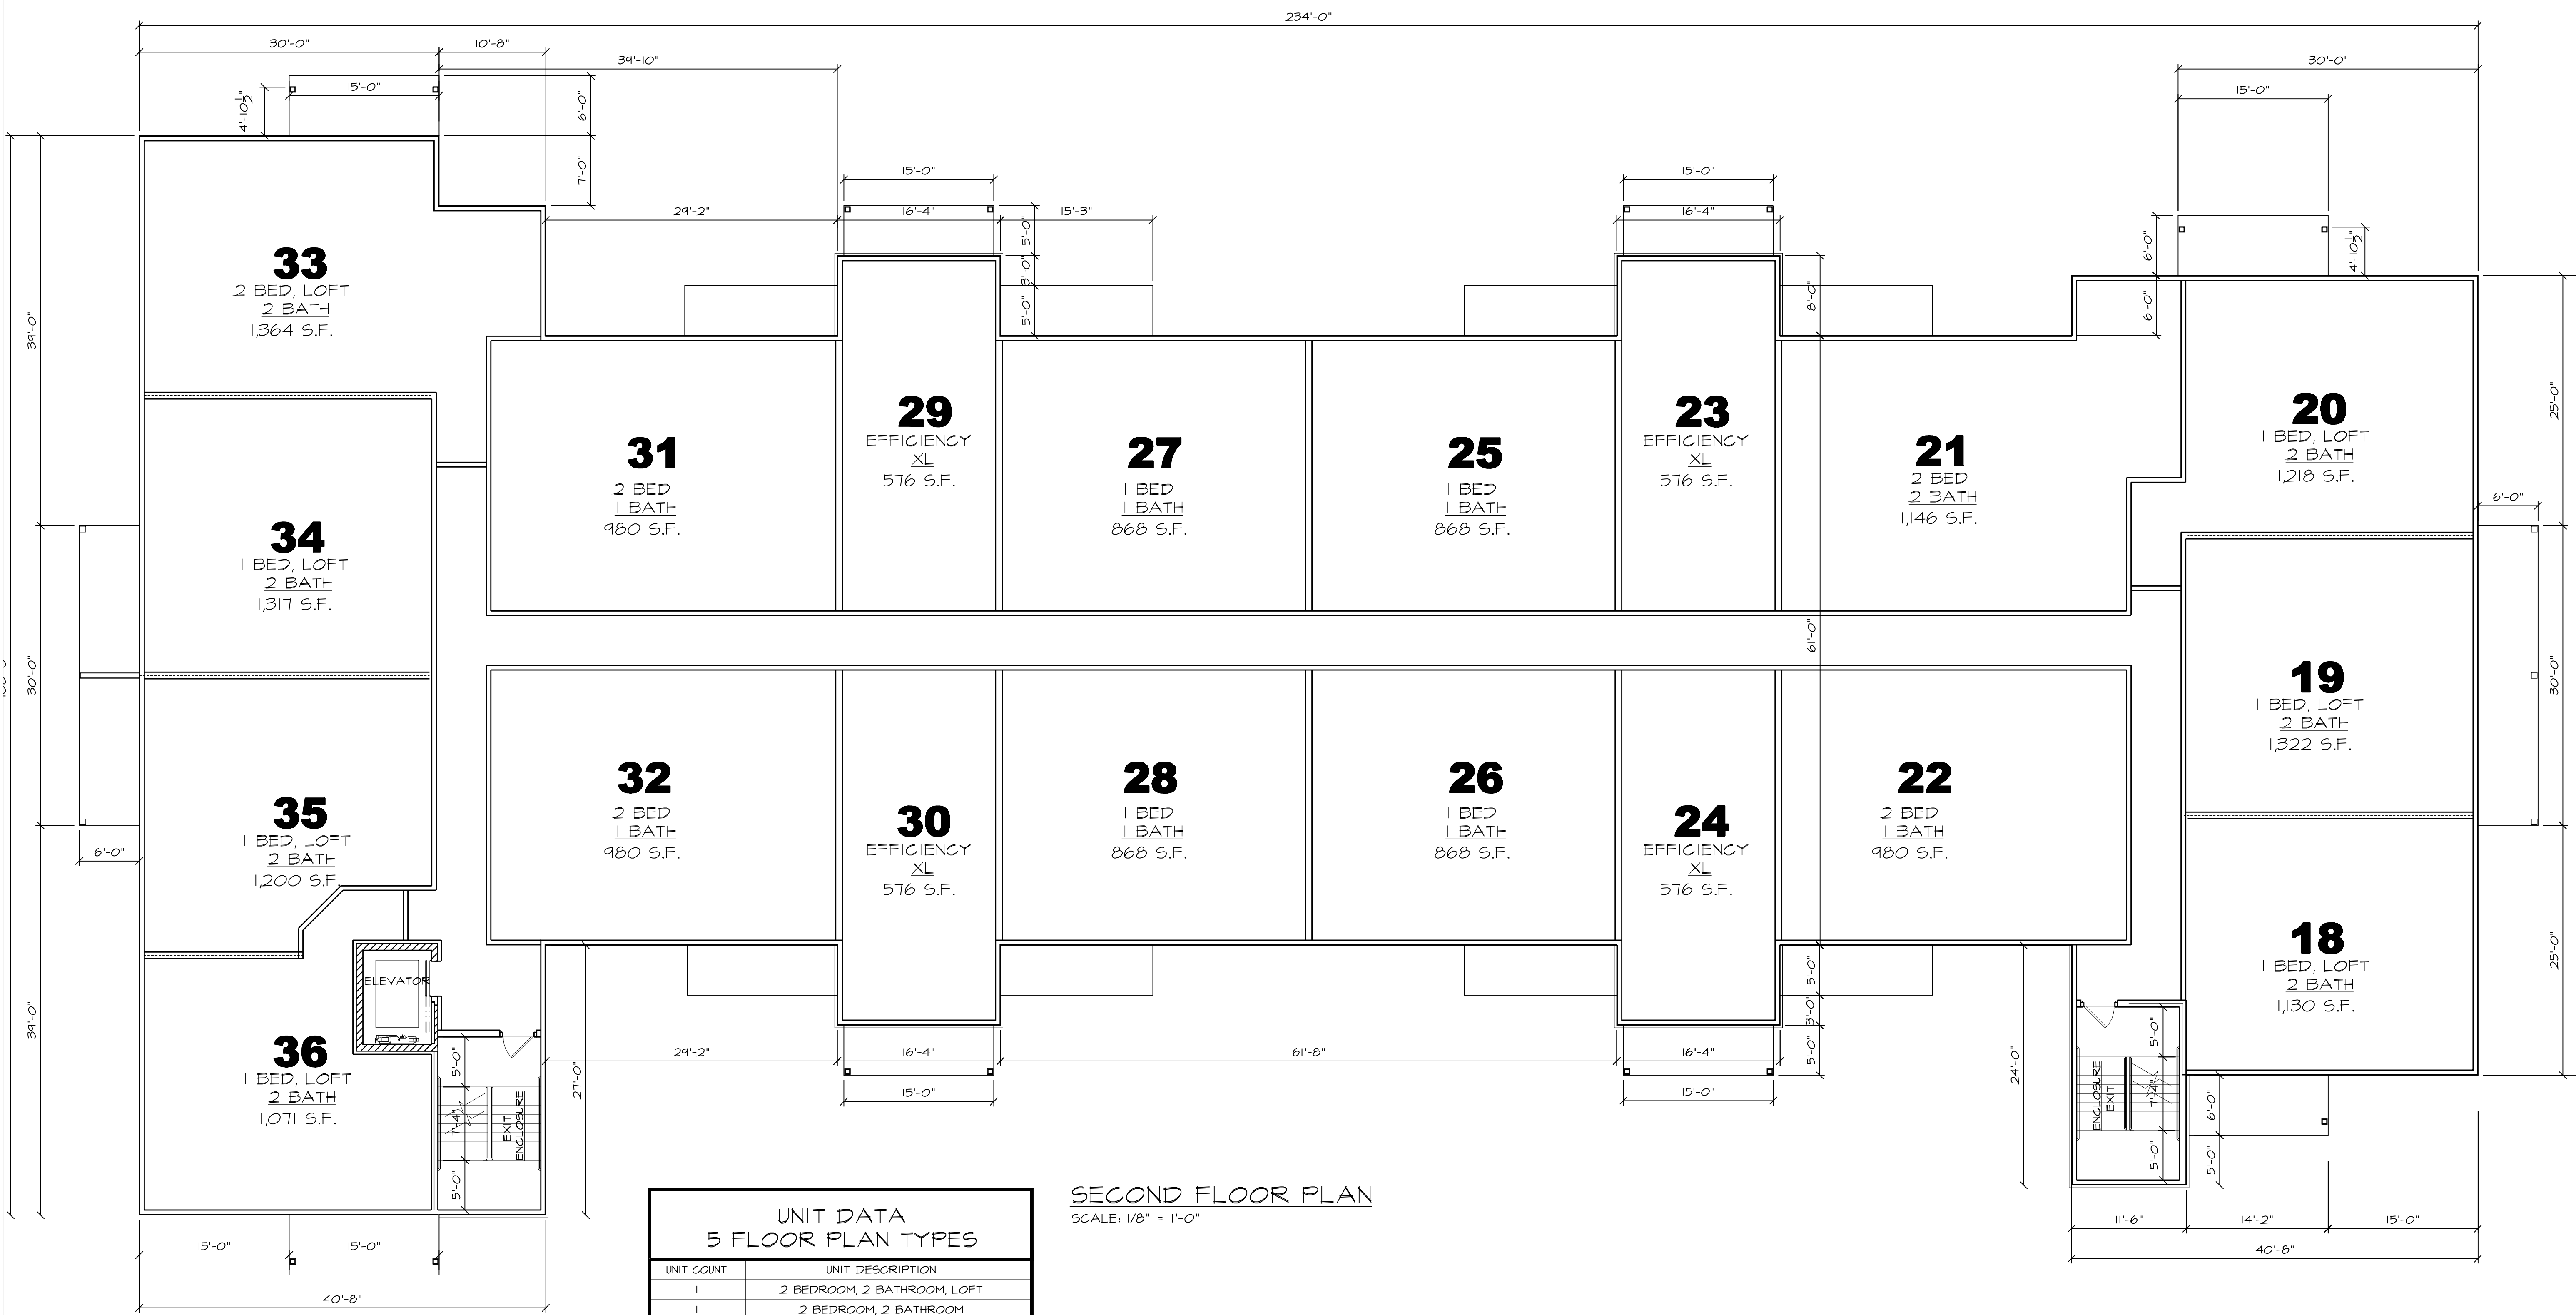 234'-0"
30'-0"
10'-8"
39'-10"
30'-0"
15'-0"
15'-0"
4'-10½"
6'-0"
7'-0"
15'-0"
15'-0"
29'-2"
16'-4"
15'-3"
16'-4"
5'-0"
3'-0"
5'-0"
8'-0"
6'-0"
4'-10½"
6'-0"
39'-0"
25'-0"
33
2 BED, LOFT
2 BATH
1,364 S.F.
31
2 BED
1 BATH
980 S.F.
29
EFFICIENCY
XL
576 S.F.
27
1 BED
1 BATH
868 S.F.
25
1 BED
1 BATH
868 S.F.
23
EFFICIENCY
XL
576 S.F.
21
2 BED
2 BATH
1,146 S.F.
20
1 BED, LOFT
2 BATH
1,218 S.F.
6'-0"
34
1 BED, LOFT
2 BATH
1,317 S.F.
30'-0"
61'-0"
30'-0"
19
1 BED, LOFT
2 BATH
1,322 S.F.
35
1 BED, LOFT
2 BATH
1,200 S.F.
6'-0"
32
2 BED
1 BATH
980 S.F.
30
EFFICIENCY
XL
576 S.F.
28
1 BED
1 BATH
868 S.F.
26
1 BED
1 BATH
868 S.F.
24
EFFICIENCY
XL
576 S.F.
22
2 BED
1 BATH
980 S.F.
18
1 BED, LOFT
2 BATH
1,130 S.F.
25'-0"
ELEVATOR
36
1 BED, LOFT
2 BATH
1,071 S.F.
39'-0"
5'-0"
7'-4"
5'-0"
EXIT
ENCLOSURE
27'-0"
29'-2"
16'-4"
61'-8"
16'-4"
5'-0"
3'-0"
5'-0"
15'-0"
15'-0"
24'-0"
ENCLOSURE
EXIT
5'-0"
7'-4"
5'-0"
6'-0"
5'-0"
11'-6"
14'-2"
15'-0"
40'-8"
15'-0"
15'-0"
40'-8"
SECOND FLOOR PLAN
SCALE: 1/8" = 1'-0"
UNIT DATA
5 FLOOR PLAN TYPES
UNIT COUNT UNIT DESCRIPTION
1 2 BEDROOM, 2 BATHROOM, LOFT
1 2 BEDROOM, 2 BATHROOM